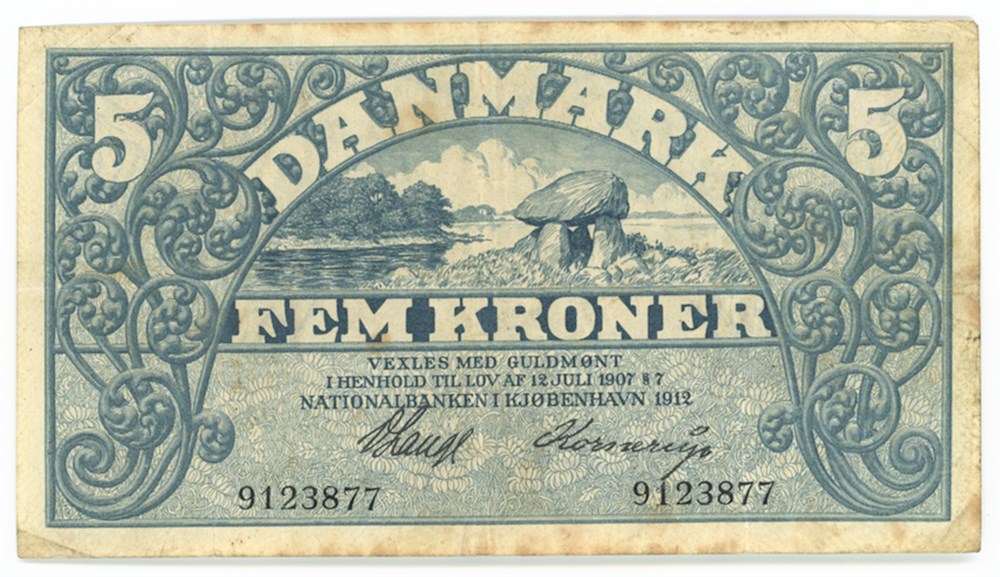 5 DANMARK 5
FEM KRONER
VEXLES MED GULDMØNT
I HENHOLD TIL LOV AF 12 JULI 1907 § 7
NATIONALBANKEN I KJØBENHAVN 1912
9123877 9123877